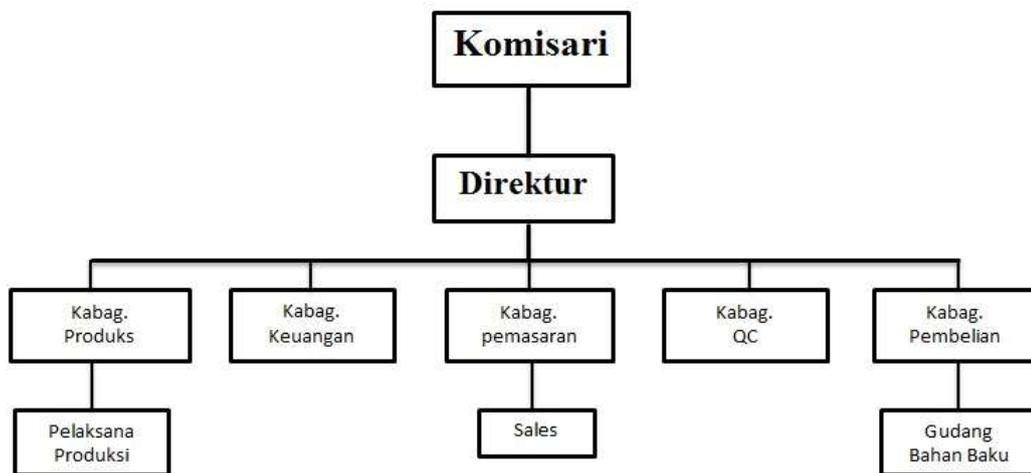 Komisari
Direktur
Kabag.
Produks
Kabag.
Keuangan
Kabag.
pemasaran
Kabag.
QC
Kabag.
Pembelian
Pelaksana
Produksi
Sales
Gudang
Bahan Baku